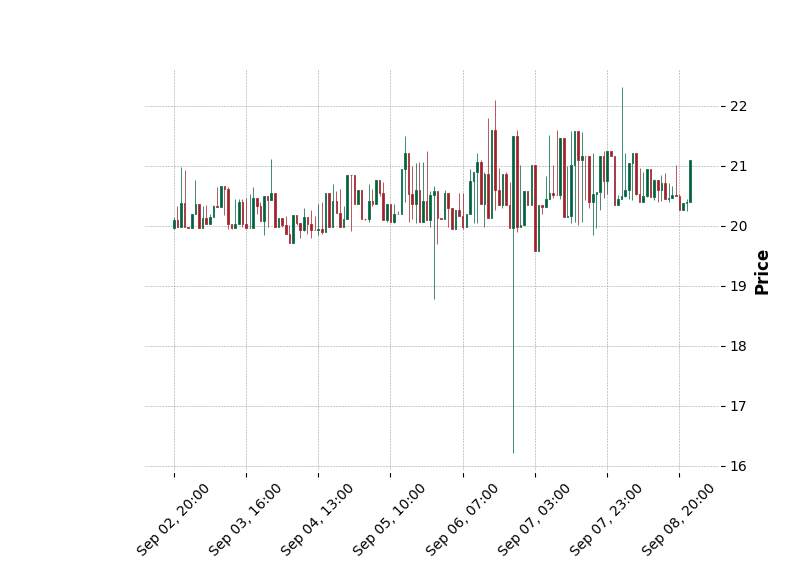 22
21
20
19
18
17
16
Price
Sep 02, 20:00
Sep 03, 16:00
Sep 04, 13:00
Sep 05, 10:00
Sep 06, 07:00
Sep 07, 03:00
Sep 07, 23:00
Sep 08, 20:00